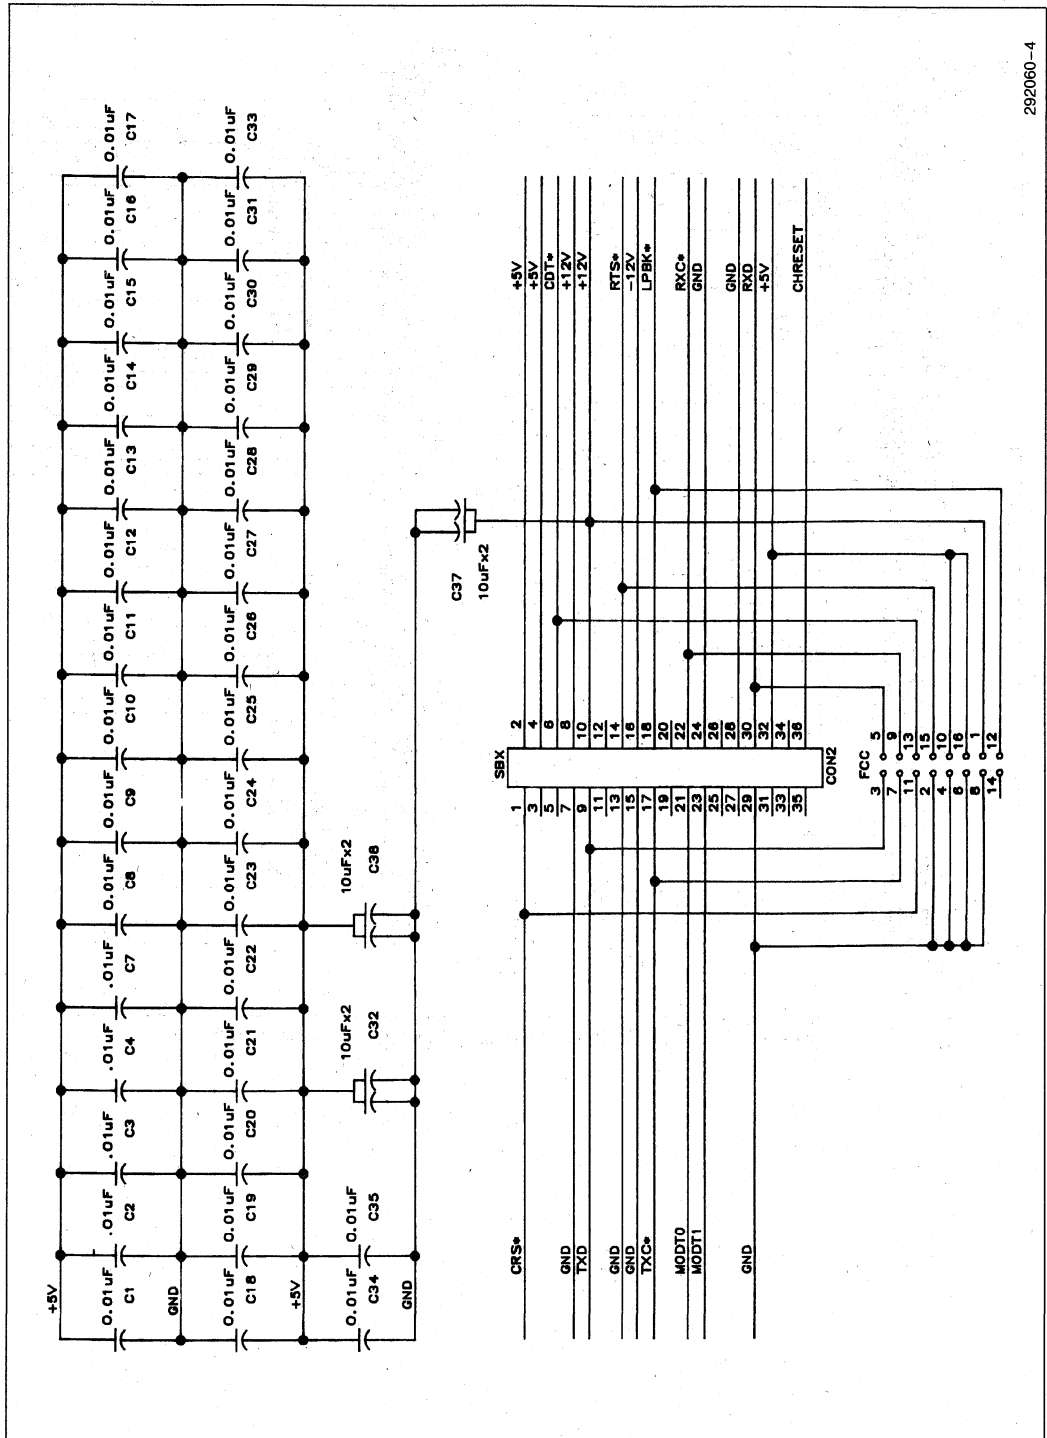 +5V
0.01uF .01uF .01uF .01uF .01uF 0.01uF 0.01uF 0.01uF 0.01uF 0.01uF 0.01uF 0.01uF 0.01uF 0.01uF 0.01uF
C1 C2 C3 C4 C7 C8 C9 C10 C11 C12 C13 C14 C15 C16 C17
GND
0.01uF 0.01uF 0.01uF 0.01uF 0.01uF 0.01uF 0.01uF 0.01uF 0.01uF 0.01uF 0.01uF 0.01uF 0.01uF 0.01uF 0.01uF
C18 C19 C20 C21 C22 C23 C24 C25 C26 C27 C28 C29 C30 C31 C33
+5V
10uFx2 10uFx2
0.01uF 0.01uF
C34 C35 C32 C38
GND
C37
10uFx2
SBX
CRS* 1 2 +5V
3 4 +5V
5 6 CDT*
GND 7 8 +12V
TXD 9 10 +12V
11 12
GND 13 14 RTS*
GND 15 16 -12V
TXC* 17 18 LPBK*
19 20
MODT0 21 22 RXC*
MODT1 23 24 GND
25 26
27 28 GND
GND 29 30 RXD
31 32 +5V
33 34
35 36 CHRESET
CON2
FCC
3 5
7 9
11 13
2 15
4 10
6 16
8 1
14 12
292060-4